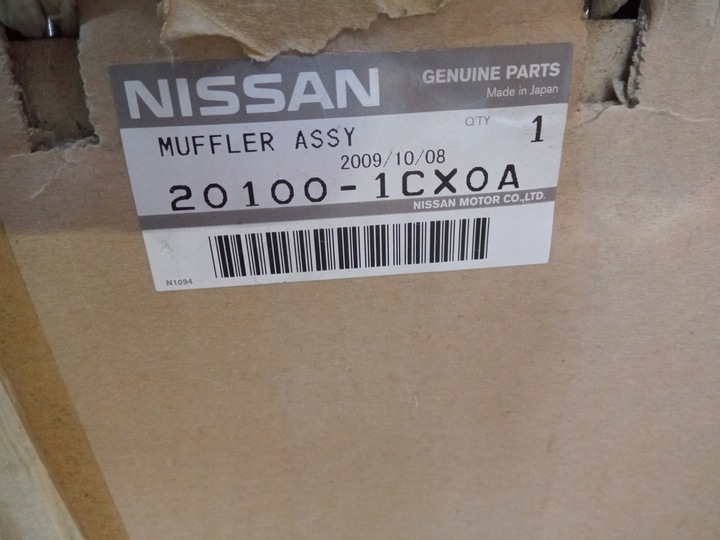 NISSAN
GENUINE PARTS
Made in Japan
MUFFLER ASSY
Q'TY 1
2009/10/08
20100-1CX0A
NISSAN MOTOR CO.,LTD.
N1094